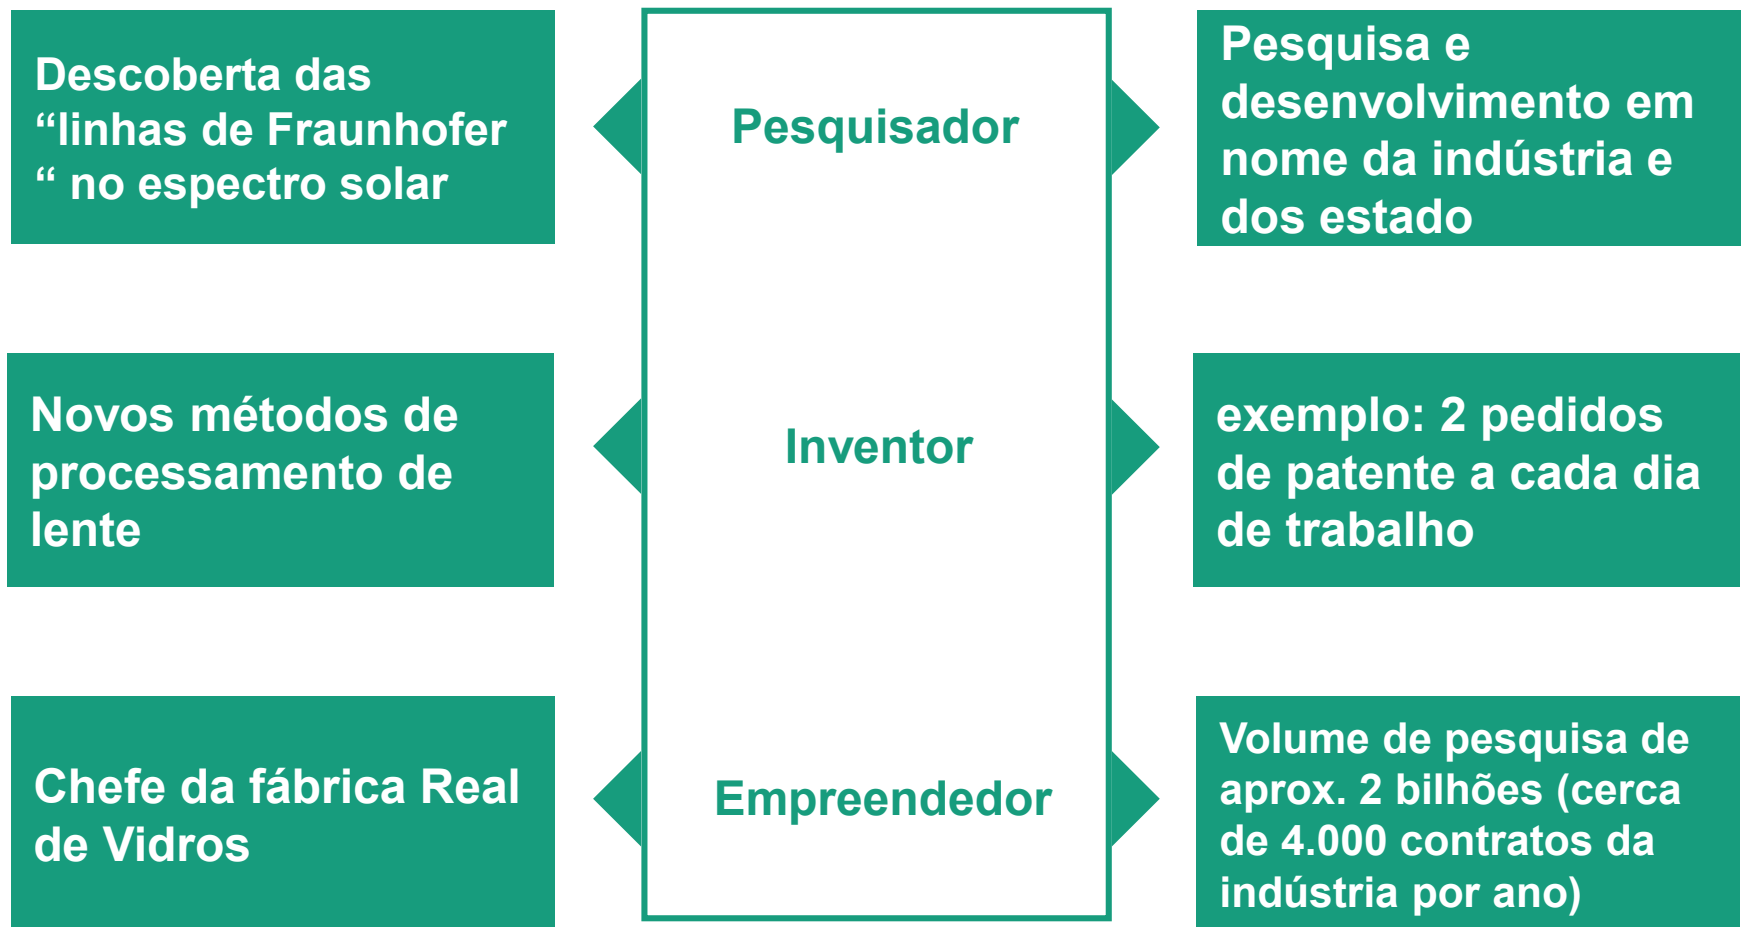 Descoberta das
“linhas de Fraunhofer
“ no espectro solar
Pesquisador
Pesquisa e
desenvolvimento em
nome da indústria e
dos estado
Novos métodos de
processamento de
lente
Inventor
exemplo: 2 pedidos
de patente a cada dia
de trabalho
Chefe da fábrica Real
de Vidros
Empreendedor
Volume de pesquisa de
aprox. 2 bilhões (cerca
de 4.000 contratos da
indústria por ano)